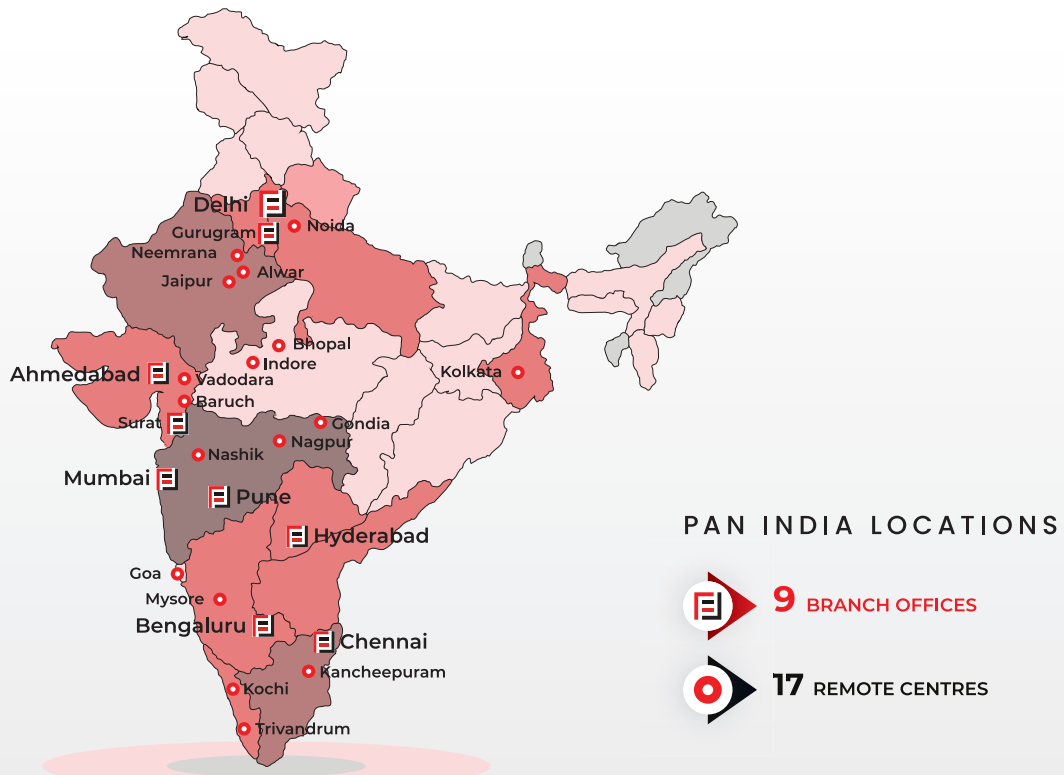 Delhi
Gurugram
Noida
Neemrana
Alwar
Jaipur
Bhopal
Indore
Ahmedabad
Vadodara
Kolkata
Baruch
Surat
Gondia
Nagpur
Nashik
Mumbai
Pune
Hyderabad
Goa
Mysore
Bengaluru
Chennai
Kancheepuram
Kochi
Trivandrum
PAN INDIA LOCATIONS
9 BRANCH OFFICES
17 REMOTE CENTRES